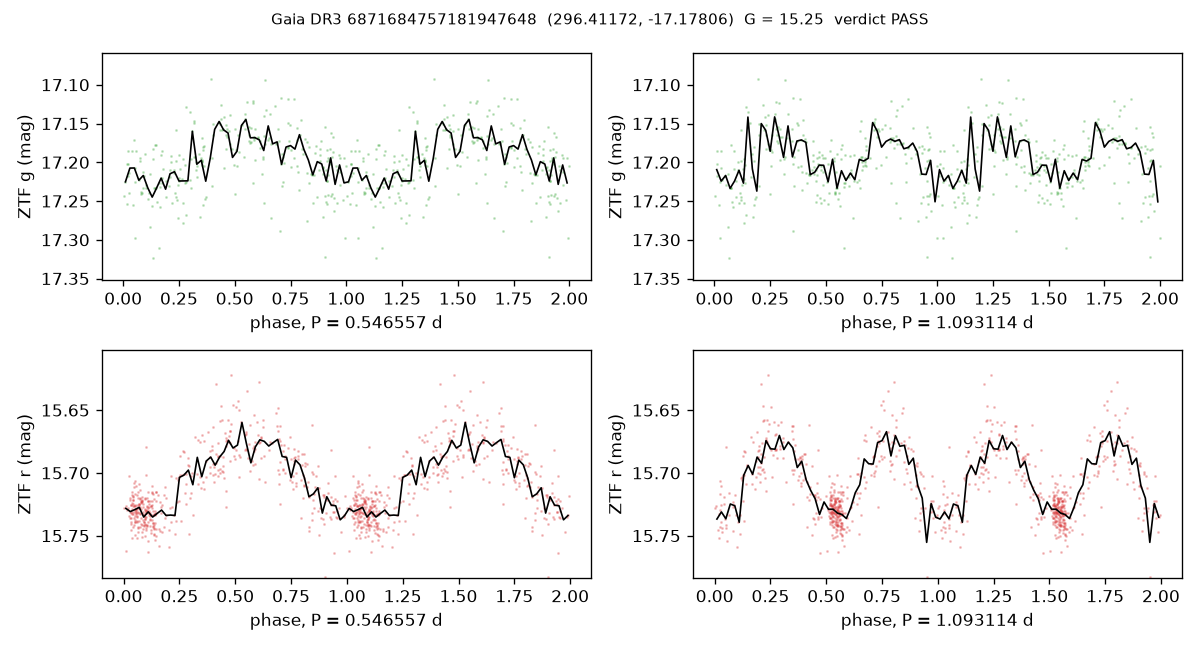 Gaia DR3 6871684757181947648  (296.41172, -17.17806)  G = 15.25  verdict PASS
ZTF g (mag)
17.10
17.15
17.20
17.25
17.30
17.35
0.00 0.25 0.50 0.75 1.00 1.25 1.50 1.75 2.00
phase, P = 0.546557 d
ZTF g (mag)
17.10
17.15
17.20
17.25
17.30
17.35
0.00 0.25 0.50 0.75 1.00 1.25 1.50 1.75 2.00
phase, P = 1.093114 d
ZTF r (mag)
15.65
15.70
15.75
0.00 0.25 0.50 0.75 1.00 1.25 1.50 1.75 2.00
phase, P = 0.546557 d
ZTF r (mag)
15.65
15.70
15.75
0.00 0.25 0.50 0.75 1.00 1.25 1.50 1.75 2.00
phase, P = 1.093114 d